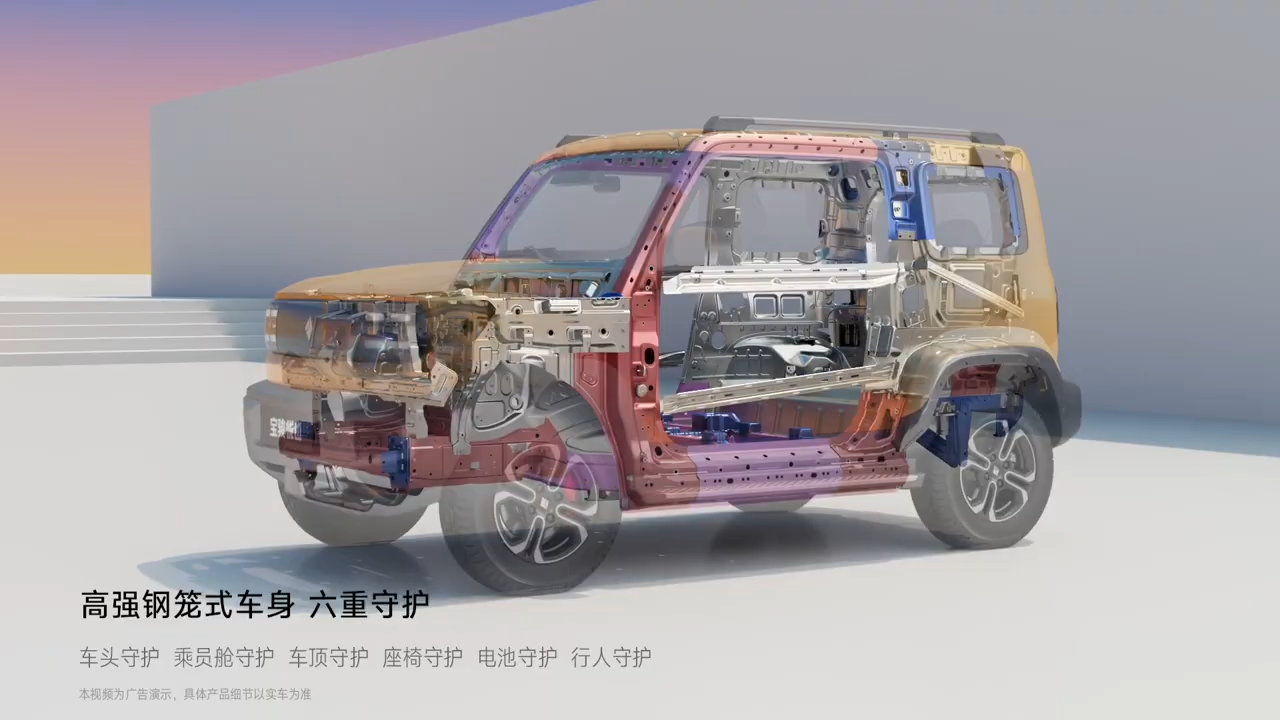 宝骏
高强钢笼式车身 六重守护
车头守护 乘员舱守护 车顶守护 座椅守护 电池守护 行人守护
本视频为广告演示，具体产品细节以实车为准